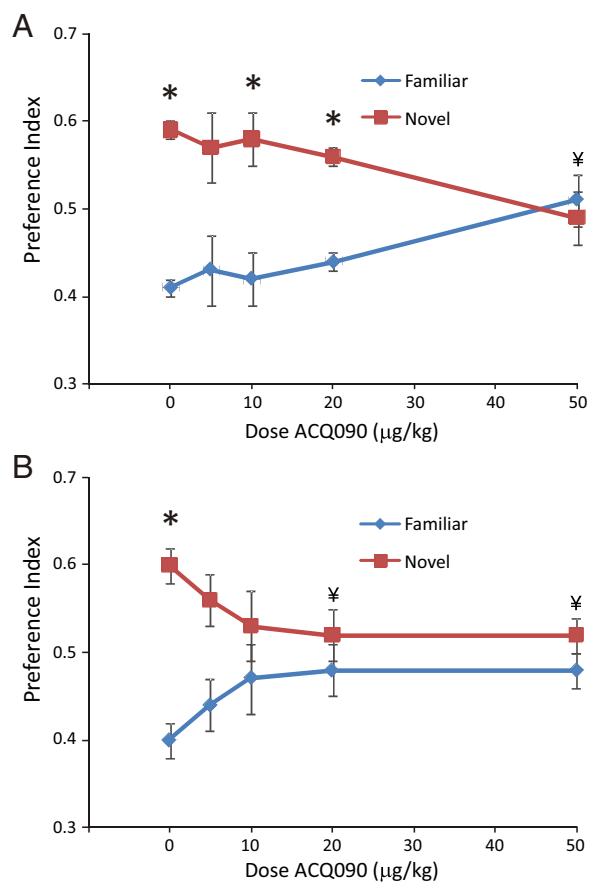 A
0.7
0.6
0.5
0.4
0.3
Preference Index
* * * ¥
Familiar
Novel
0 10 20 30 40 50
Dose ACQ090 (μg/kg)
B
0.7
0.6
0.5
0.4
0.3
Preference Index
* ¥ ¥
Familiar
Novel
0 10 20 30 40 50
Dose ACQ090 (μg/kg)